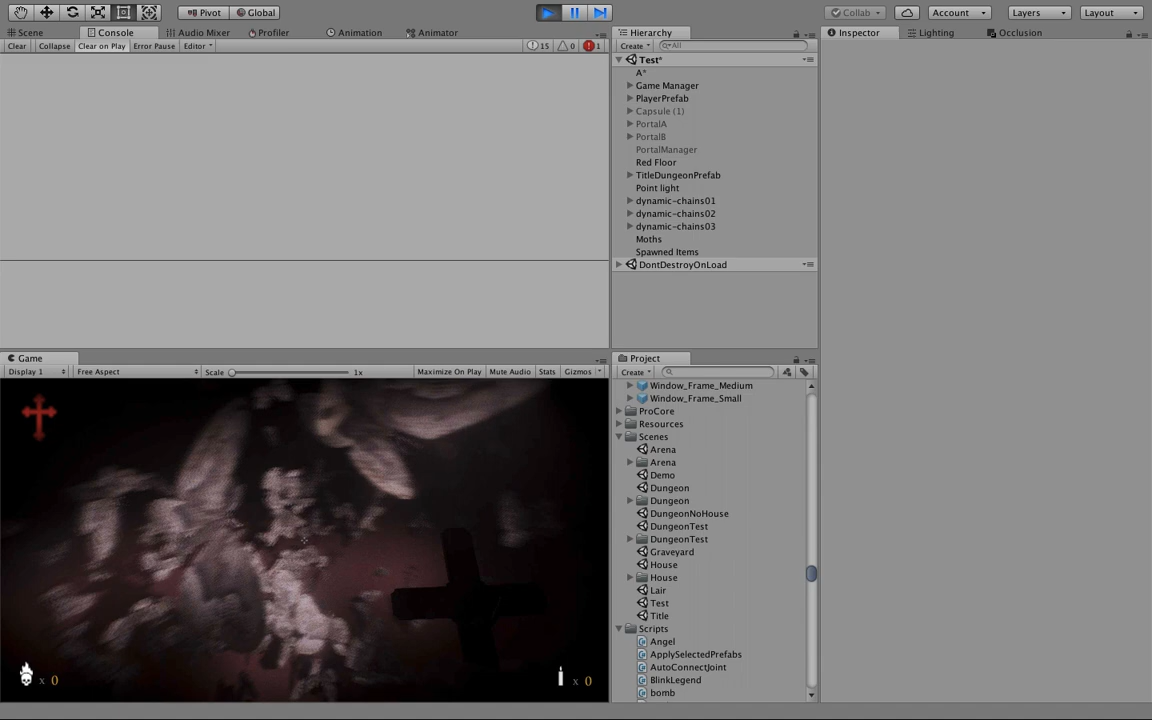 Pivot Global Collab Account Layers Layout
Scene Console Audio Mixer Profiler Animation Animator
Clear Collapse Clear on Play Error Pause Editor 15 0 1
Hierarchy
Create All
Test*
A*
Game Manager
PlayerPrefab
Capsule (1)
PortalA
PortalB
PortalManager
Red Floor
TitleDungeonPrefab
Point light
dynamic-chains01
dynamic-chains02
dynamic-chains03
Moths
Spawned Items
DontDestroyOnLoad
Inspector Lighting Occlusion
Game
Display 1 Free Aspect Scale 1x Maximize On Play Mute Audio Stats Gizmos
x 0
x 0
Project
Create
Window_Frame_Medium
Window_Frame_Small
ProCore
Resources
Scenes
Arena
Arena
Demo
Dungeon
Dungeon
DungeonNoHouse
DungeonTest
DungeonTest
Graveyard
House
House
Lair
Test
Title
Scripts
Angel
ApplySelectedPrefabs
AutoConnectJoint
BlinkLegend
bomb